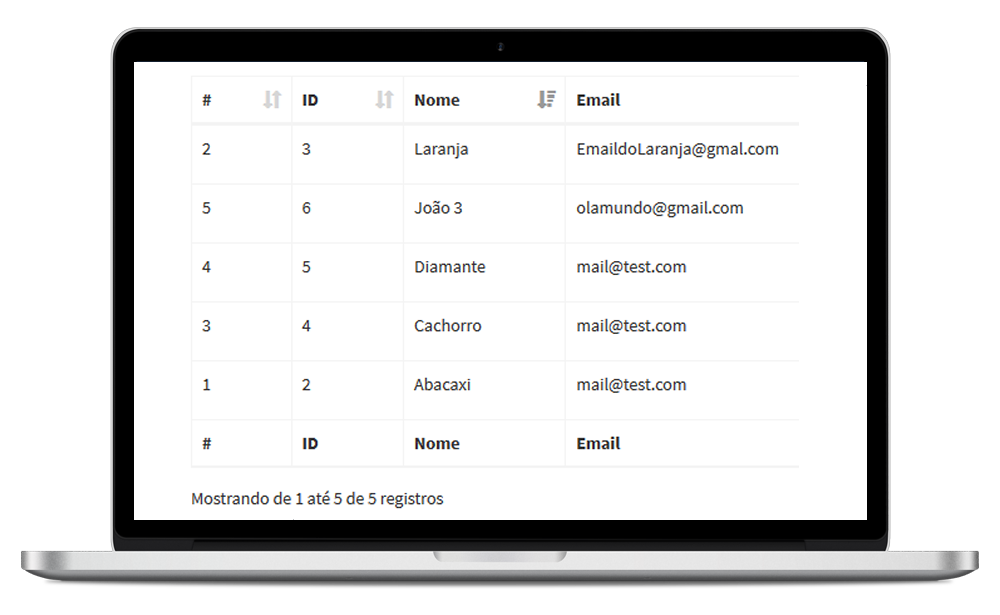 # ID Nome Email
2 3 Laranja EmaildoLaranja@gmal.com
5 6 João 3 olamundo@gmail.com
4 5 Diamante mail@test.com
3 4 Cachorro mail@test.com
1 2 Abacaxi mail@test.com
# ID Nome Email
Mostrando de 1 até 5 de 5 registros